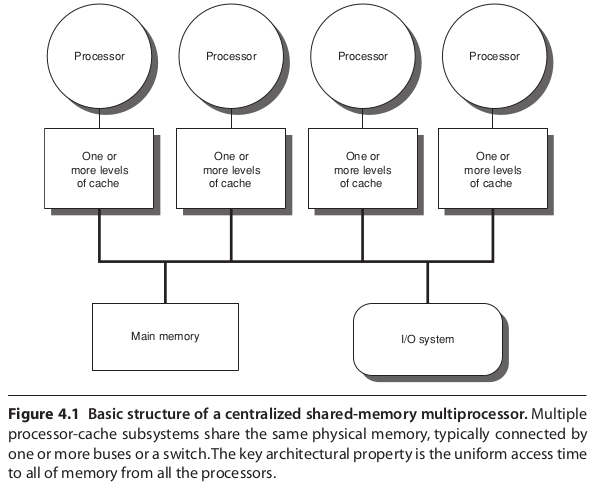 Processor Processor Processor Processor
One or One or One or One or
more levels more levels more levels more levels
of cache of cache of cache of cache
Main memory I/O system
Figure 4.1 Basic structure of a centralized shared-memory multiprocessor. Multiple
processor-cache subsystems share the same physical memory, typically connected by
one or more buses or a switch.The key architectural property is the uniform access time
to all of memory from all the processors.